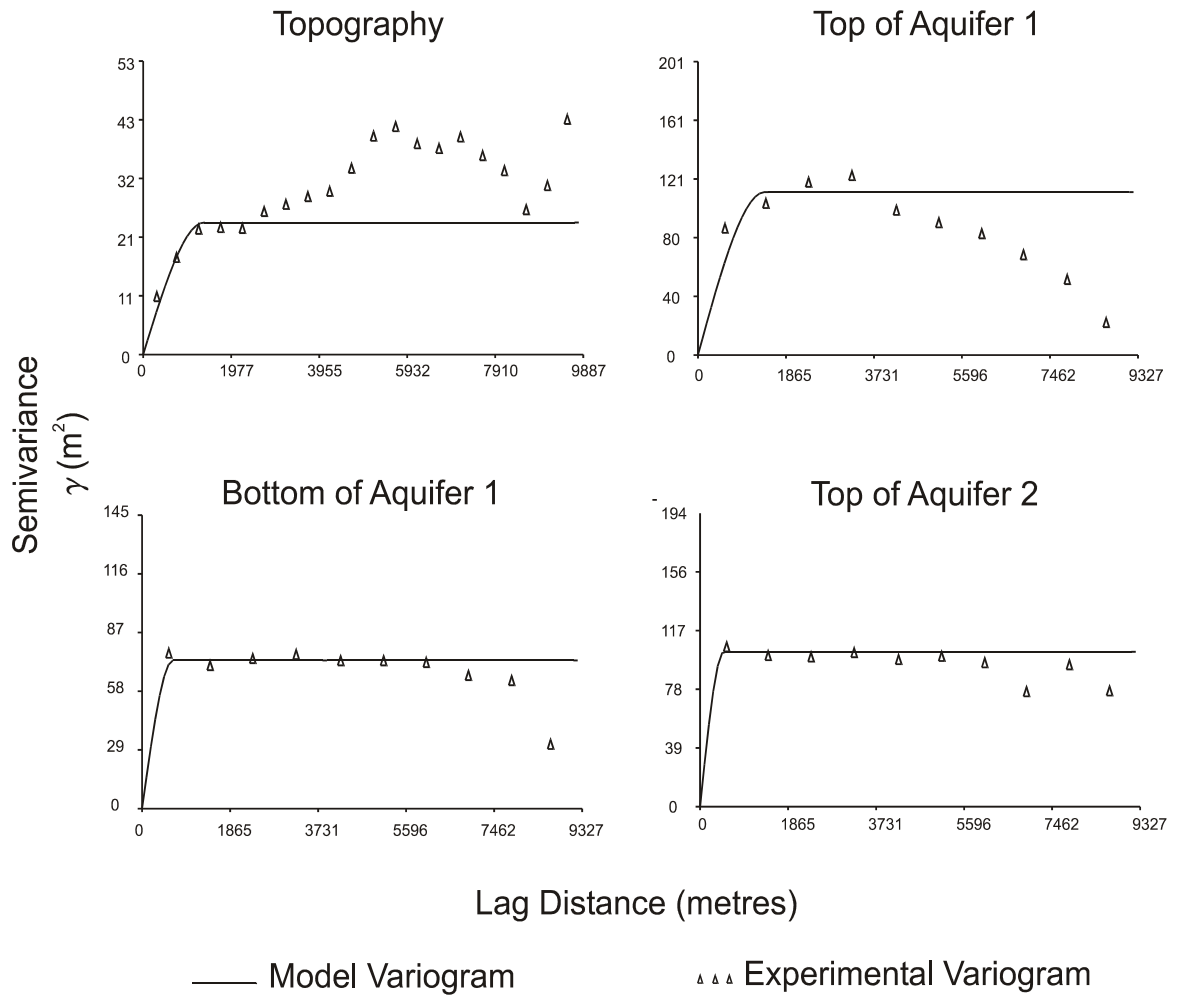 Topography
53
43
32
21
11
0
0 1977 3955 5932 7910 9887
Top of Aquifer 1
201
161
121
80
40
0
0 1865 3731 5596 7462 9327
Semivariance
γ (m²)
Bottom of Aquifer 1
145
116
87
58
29
0
0 1865 3731 5596 7462 9327
Top of Aquifer 2
194
156
117
78
39
0
0 1865 3731 5596 7462 9327
Lag Distance (metres)
Model Variogram
Experimental Variogram